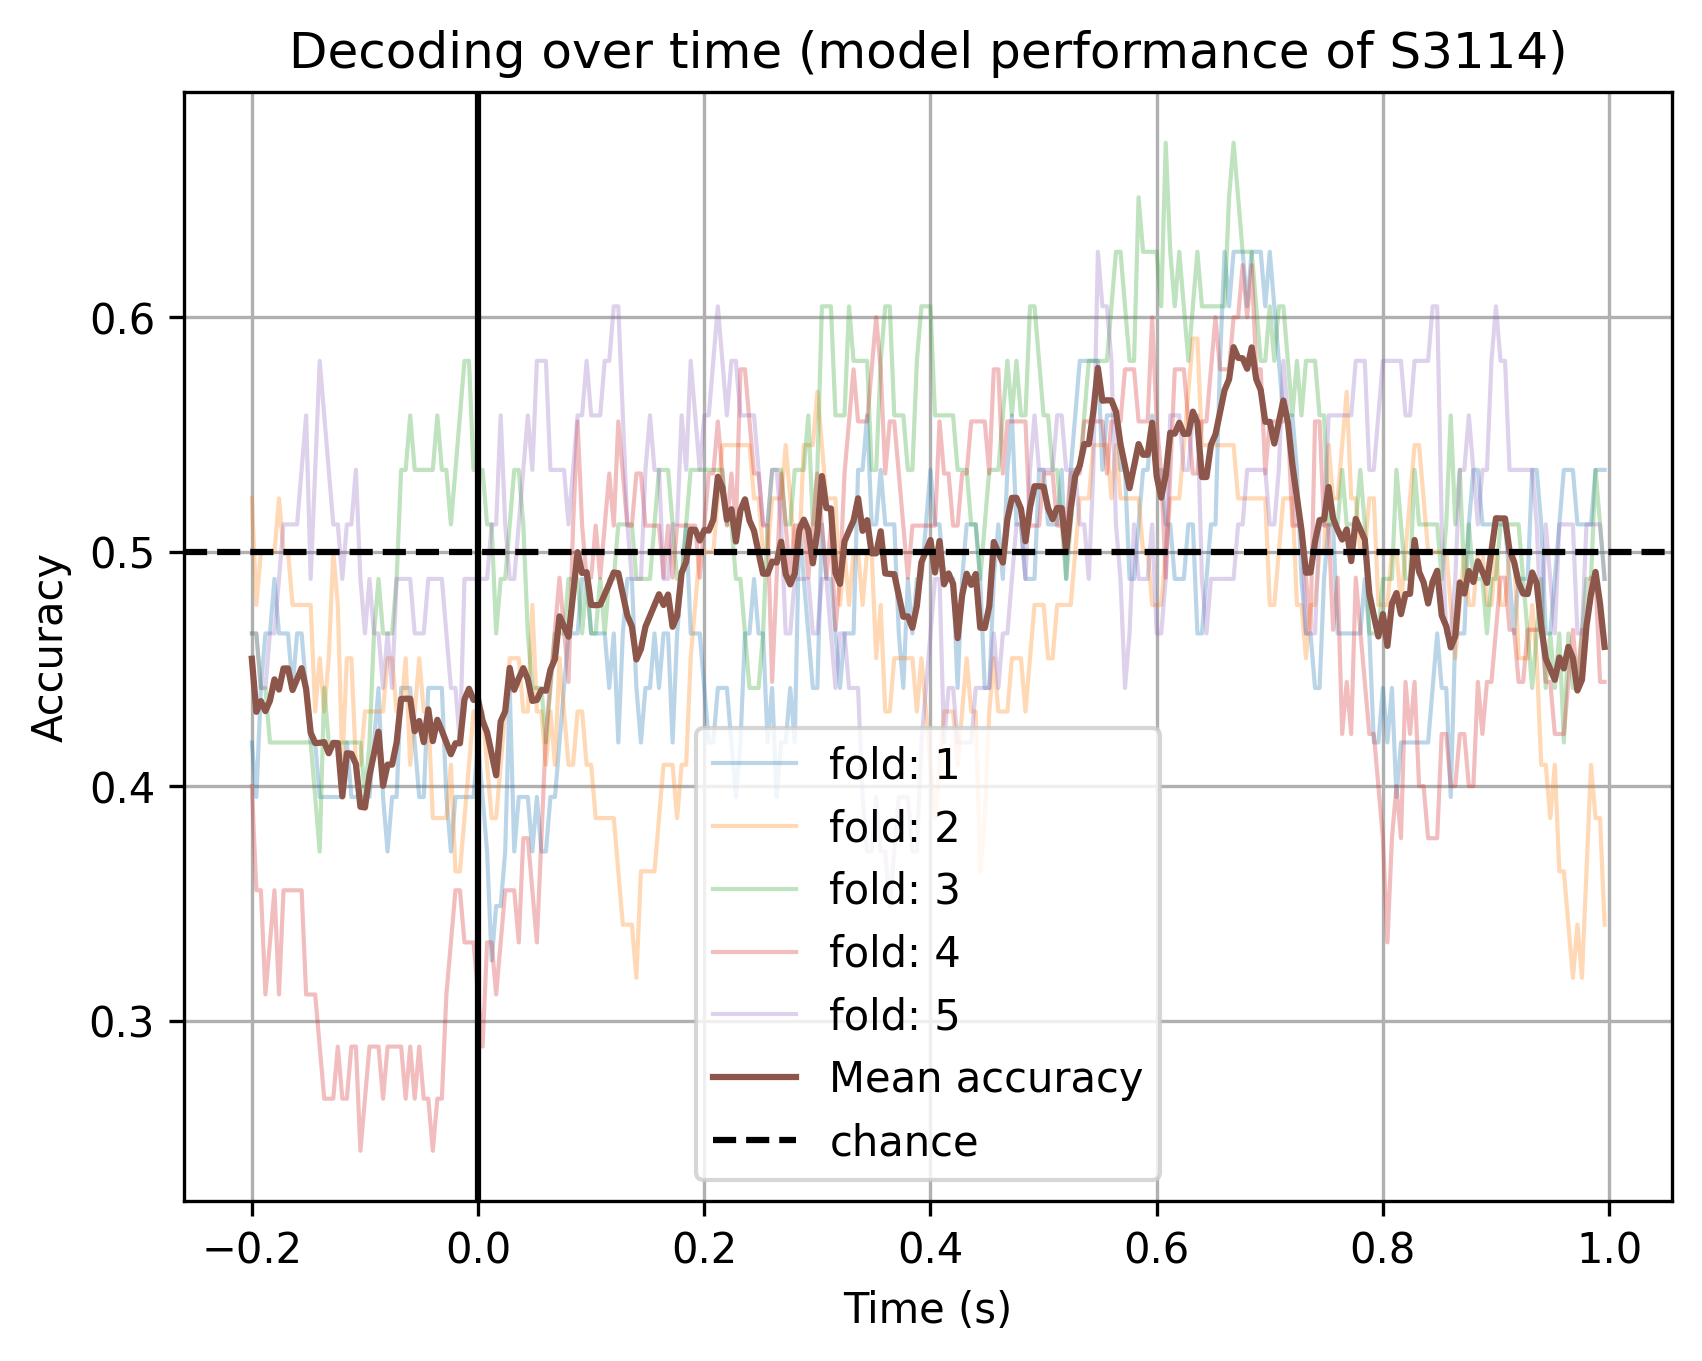 Decoding over time (model performance of S3114)
Accuracy
0.6
0.5
0.4
0.3
fold: 1
fold: 2
fold: 3
fold: 4
fold: 5
Mean accuracy
chance
−0.2 0.0 0.2 0.4 0.6 0.8 1.0
Time (s)